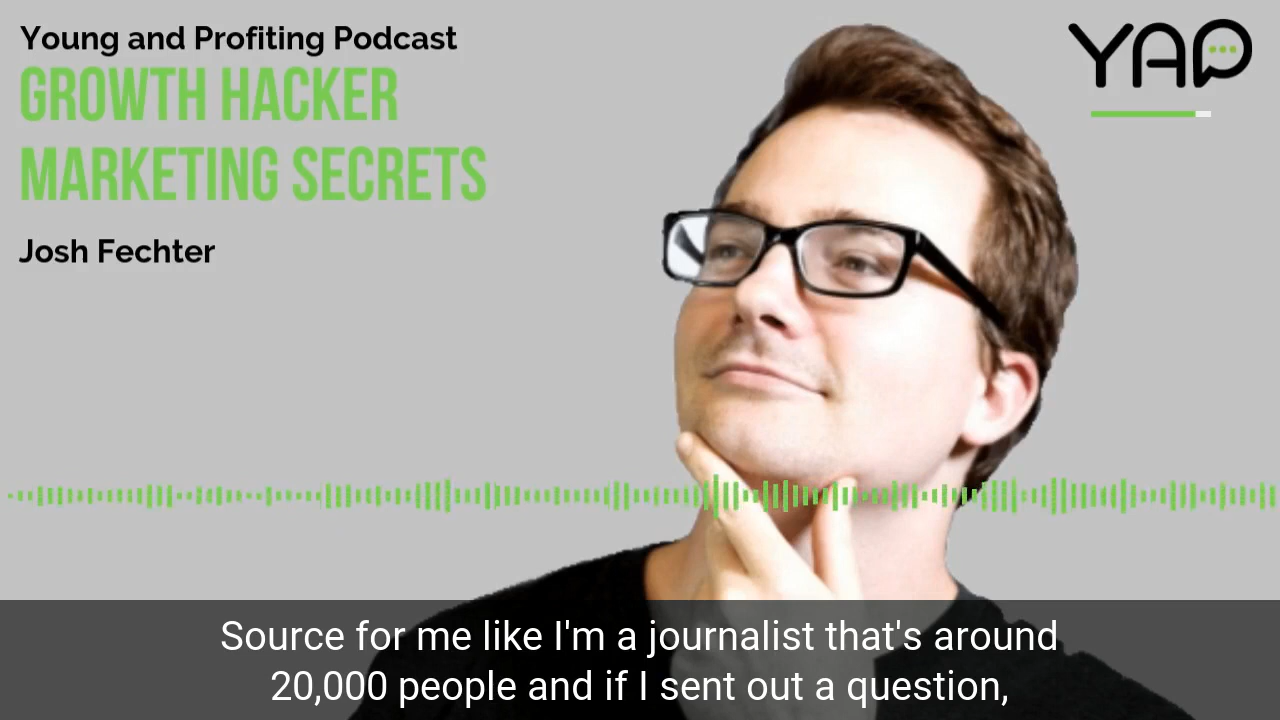 Young and Profiting Podcast
YAP
GROWTH HACKER
MARKETING SECRETS
Josh Fechter
Source for me like I'm a journalist that's around
20,000 people and if I sent out a question,